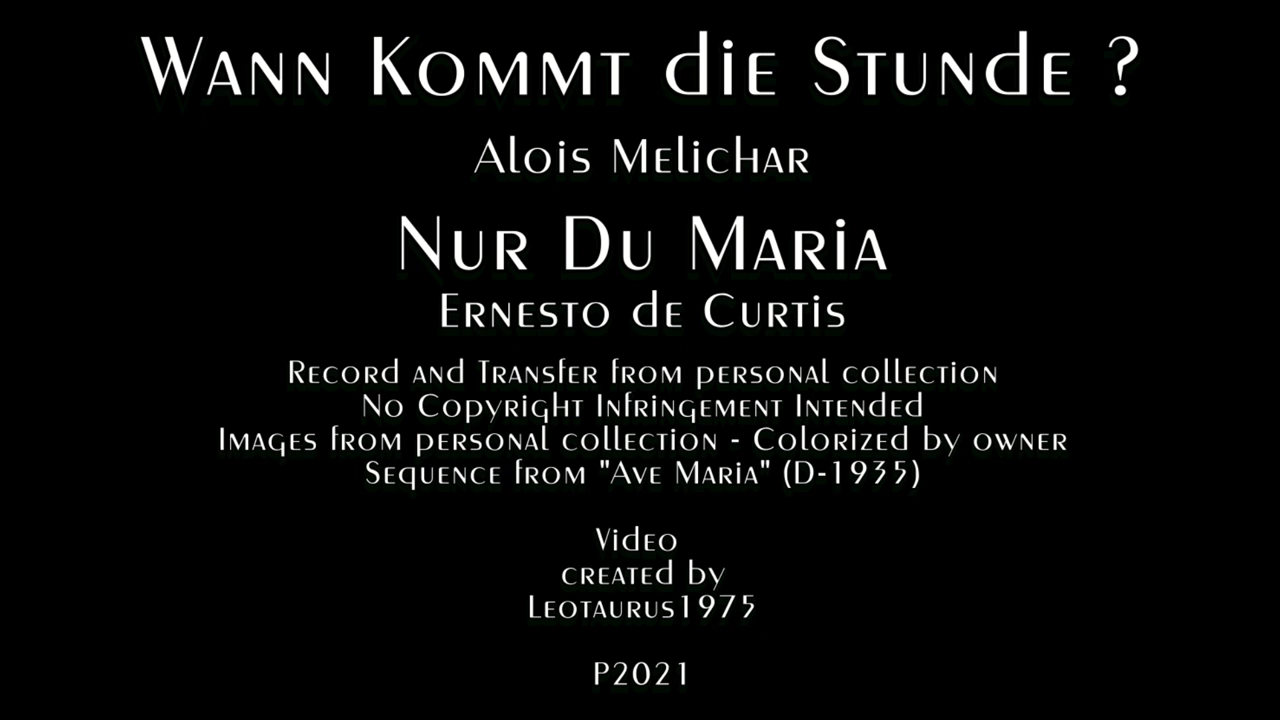 Wann Kommt die Stunde ?
Alois Melichar
Nur Du Maria
Ernesto de Curtis
Record and Transfer from personal collection
No Copyright Infringement Intended
Images from personal collection - Colorized by owner
Sequence from "Ave Maria" (D-1935)
Video
created by
Leotaurus1975
P2021